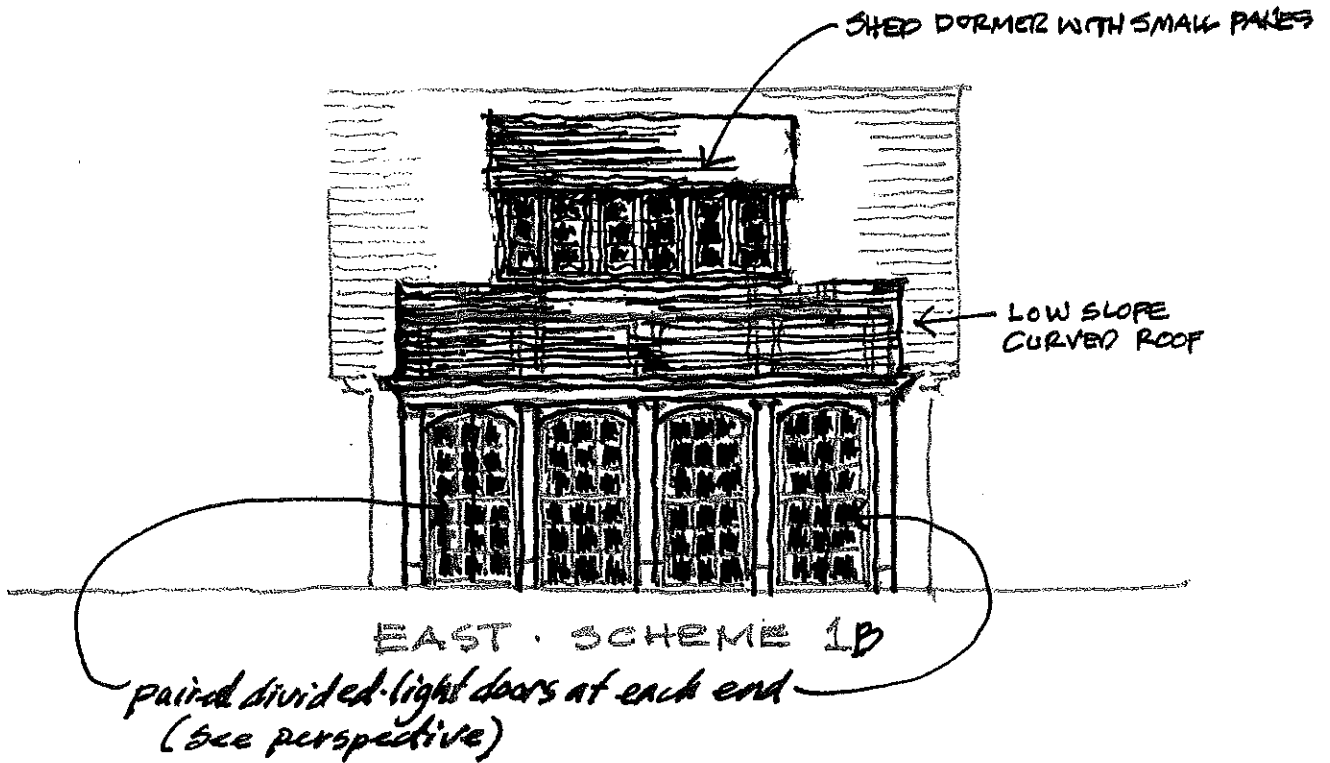 SHED DORMER WITH SMALL PANES
LOW SLOPE
CURVED ROOF
EAST · SCHEME 1B
paired divided-light doors at each end
(see perspective)